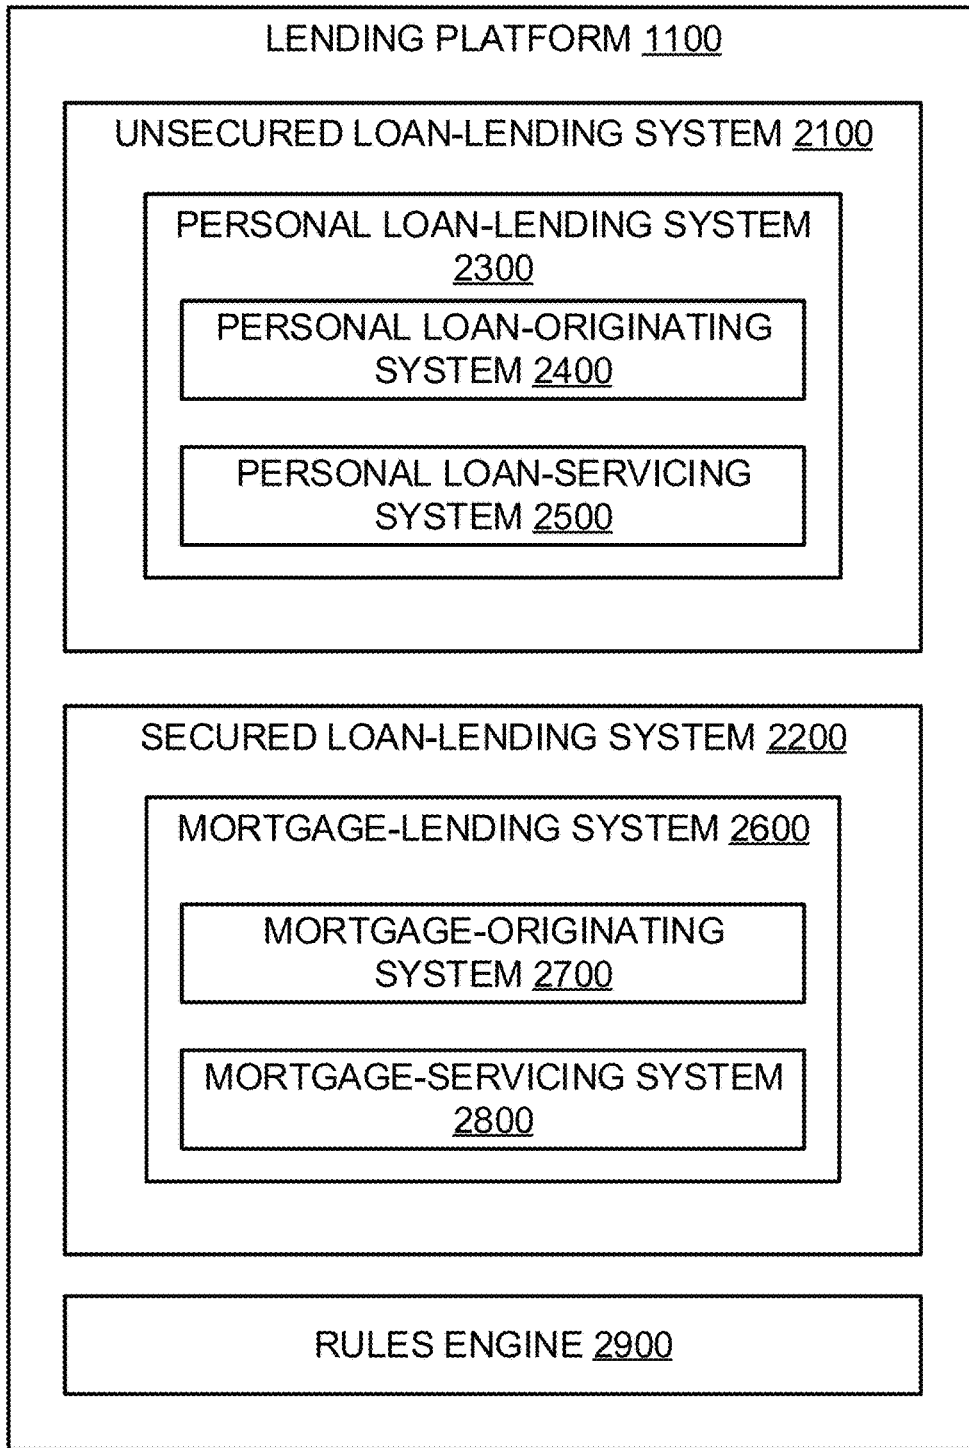 LENDING PLATFORM 1100
UNSECURED LOAN-LENDING SYSTEM 2100
PERSONAL LOAN-LENDING SYSTEM
2300
PERSONAL LOAN-ORIGINATING
SYSTEM 2400
PERSONAL LOAN-SERVICING
SYSTEM 2500
SECURED LOAN-LENDING SYSTEM 2200
MORTGAGE-LENDING SYSTEM 2600
MORTGAGE-ORIGINATING
SYSTEM 2700
MORTGAGE-SERVICING SYSTEM
2800
RULES ENGINE 2900